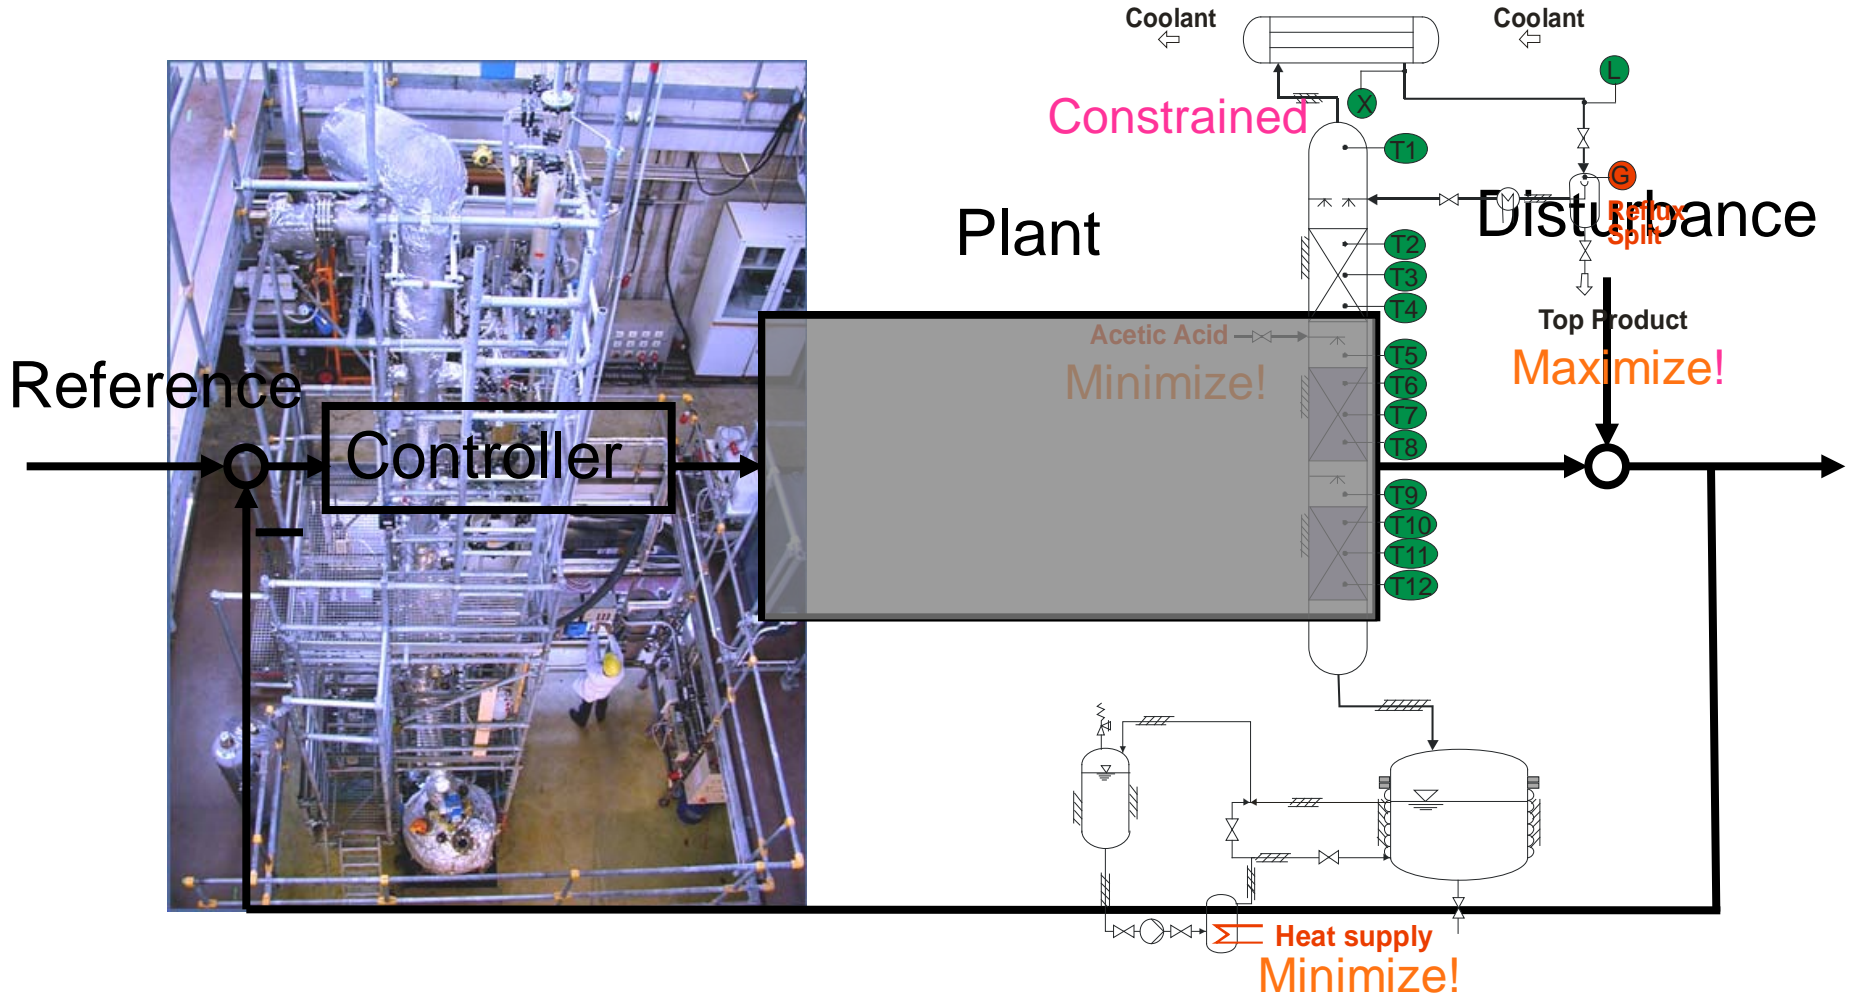 Coolant
Coolant
L
X
Constrained
T1
G
Reflux
Split
Disturbance
Plant
T2
T3
T4
Top Product
Maximize!
Acetic Acid
Minimize!
T5
T6
T7
T8
Reference
Controller
T9
T10
T11
T12
M
Heat supply
Minimize!